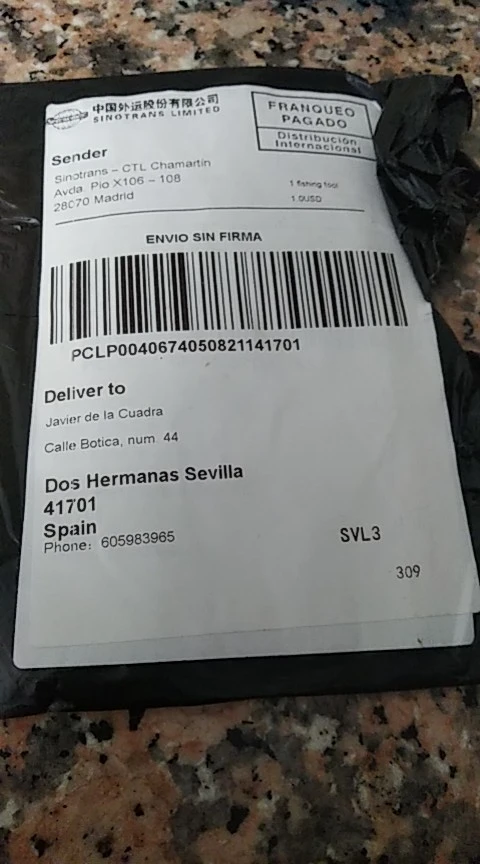 中国外运股份有限公司
SINOTRANS LIMITED
FRANQUEO
PAGADO
Distribución
Internacional
Sender
Sinotrans – CTL Chamartín
Avda. Pio X106 – 108
28070 Madrid
1 fishing tool
1.0USD
ENVIO SIN FIRMA
PCLP0040674050821141701
Deliver to
Javier de la Cuadra
Calle Botica, num. 44
Dos Hermanas Sevilla
41701
Spain
Phone: 605983965
SVL3
309